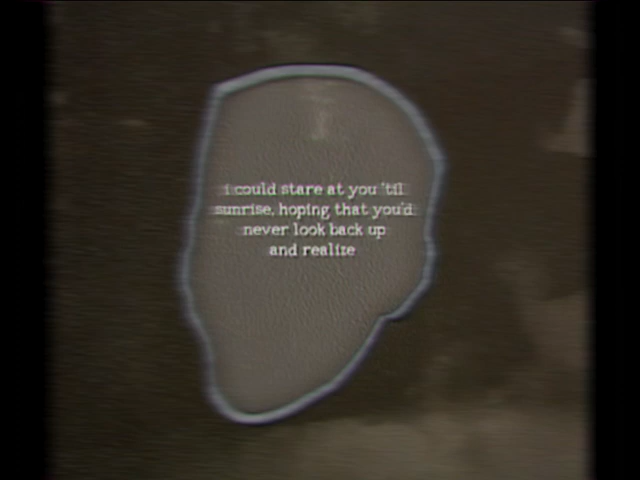 i could stare at you 'til
sunrise, hoping that you'd
never look back up
and realize